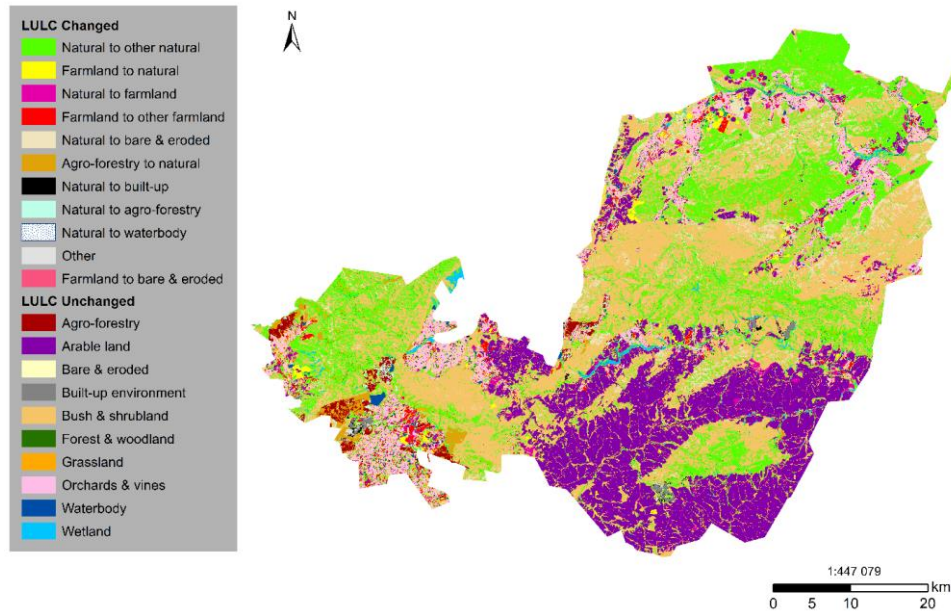 LULC Changed
Natural to other natural
Farmland to natural
Natural to farmland
Farmland to other farmland
Natural to bare & eroded
Agro-forestry to natural
Natural to built-up
Natural to agro-forestry
Natural to waterbody
Other
Farmland to bare & eroded
LULC Unchanged
Agro-forestry
Arable land
Bare & eroded
Built-up environment
Bush & shrubland
Forest & woodland
Grassland
Orchards & vines
Waterbody
Wetland
N
1:447 079
km
0 5 10 20